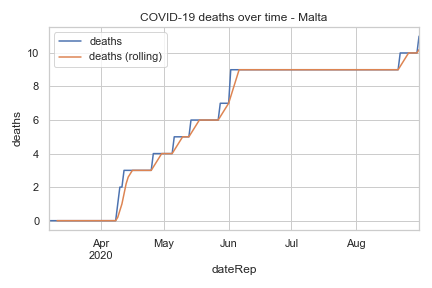 COVID-19 deaths over time - Malta
deaths
deaths (rolling)
deaths
10
8
6
4
2
0
Apr
2020
May
Jun
Jul
Aug
dateRep